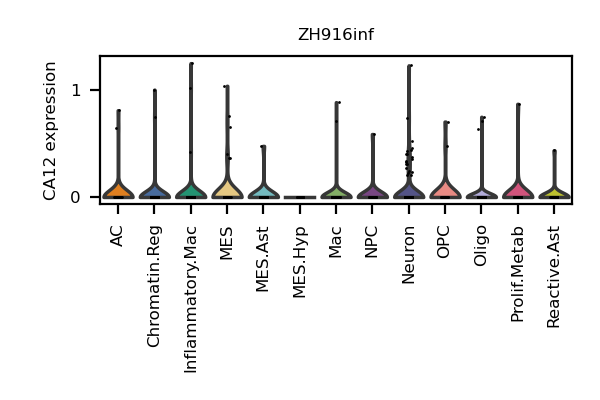 ZH916inf
CA12 expression
1
0
AC
Chromatin.Reg
Inflammatory.Mac
MES
MES.Ast
MES.Hyp
Mac
NPC
Neuron
OPC
Oligo
Prolif.Metab
Reactive.Ast